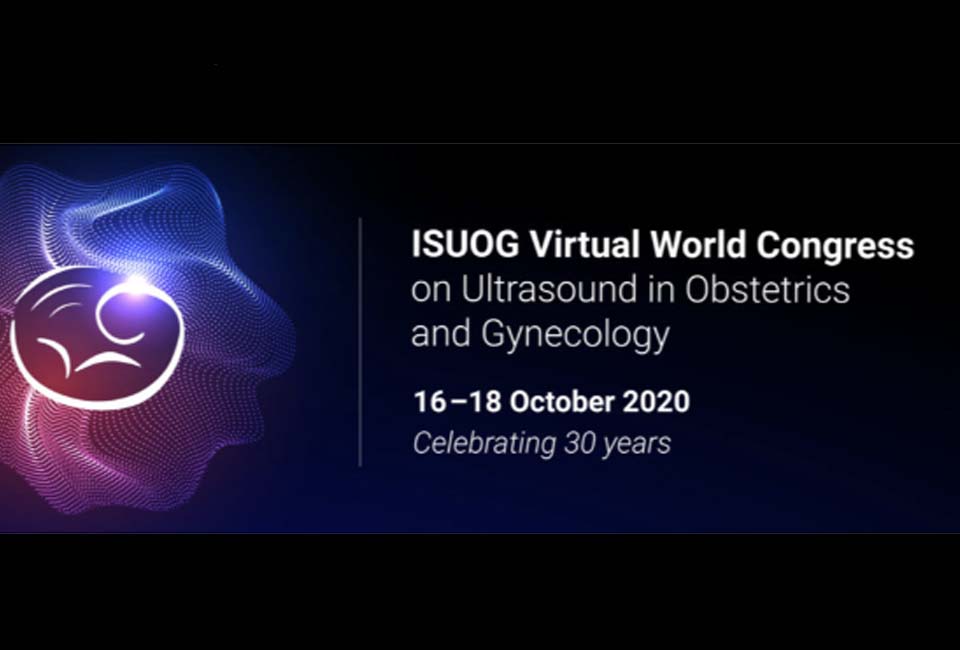 ISUOG Virtual World Congress
on Ultrasound in Obstetrics
and Gynecology
16–18 October 2020
Celebrating 30 years